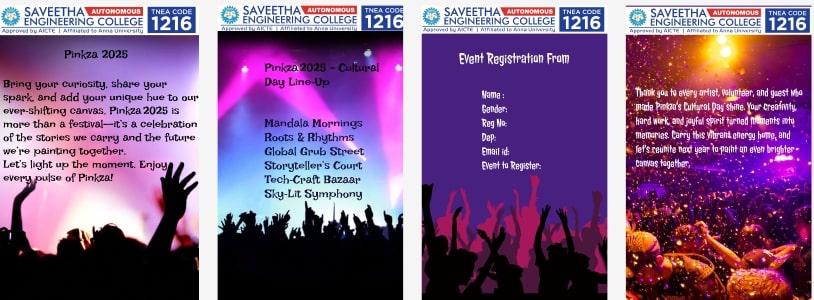 SAVEETHA AUTONOMOUS
ENGINEERING COLLEGE
TNEA CODE
1216
Approved by AICTE | Affiliated to Anna University
Pinkza 2025
Bring your curiosity, share your
spark, and add your unique hue to our
ever-shifting canvas. Pinkza 2025 is
more than a festival—it's a celebration
of the stories we carry and the future
we're painting together.
Let's light up the moment. Enjoy
every pulse of Pinkza!
SAVEETHA AUTONOMOUS
ENGINEERING COLLEGE
TNEA CODE
1216
Approved by AICTE | Affiliated to Anna University
Pinkza 2025 - Cultural
Day Line-Up
Mandala Mornings
Roots & Rhythms
Global Grub Street
Storyteller's Court
Tech-Craft Bazaar
Sky-Lit Symphony
SAVEETHA AUTONOMOUS
ENGINEERING COLLEGE
TNEA CODE
1216
Approved by AICTE | Affiliated to Anna University
Event Registration From
Name :
Gender:
Reg No:
Dep:
Email id:
Event to Register:
SAVEETHA AUTONOMOUS
ENGINEERING COLLEGE
TNEA CODE
1216
Approved by AICTE | Affiliated to Anna University
Thank you to every artist, volunteer, and guest who
made Pinkza's Cultural Day shine. Your creativity,
hard work, and joyful spirit turned moments into
memories. Carry this vibrant energy home, and
let's reunite next year to paint an even brighter
canvas together.